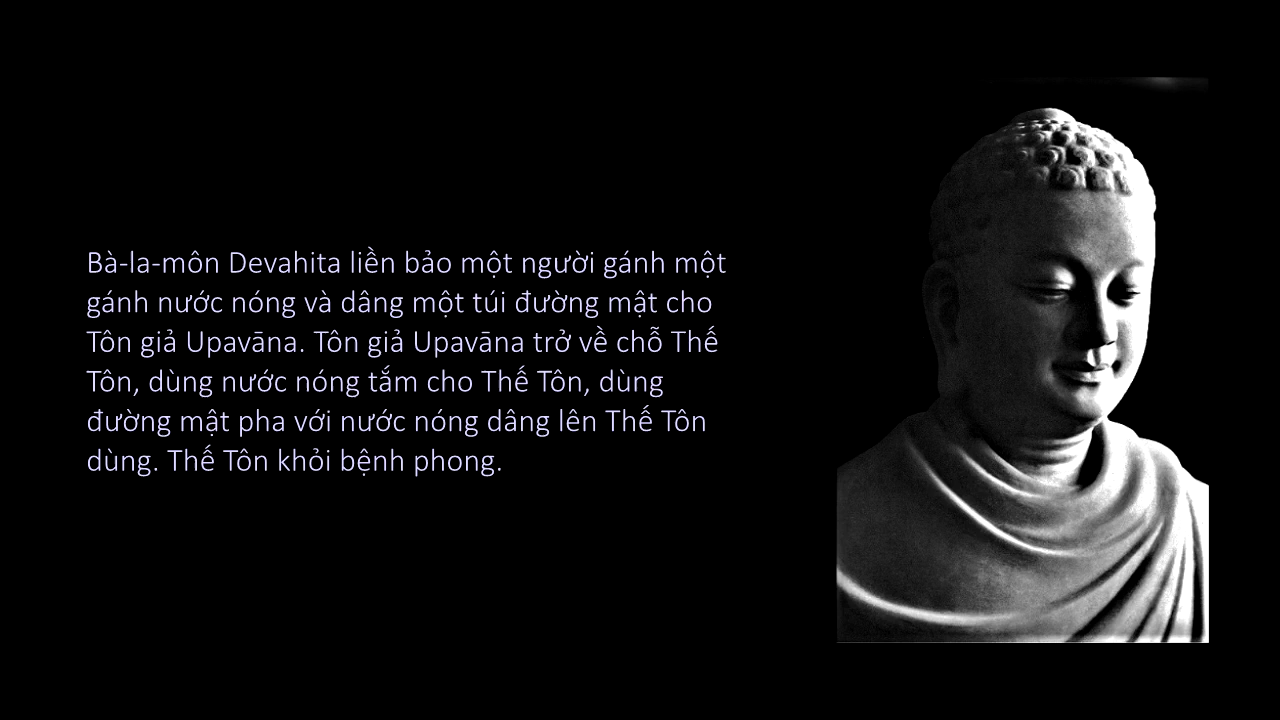 Bà-la-môn Devahita liền bảo một người gánh một
gánh nước nóng và dâng một túi đường mật cho
Tôn giả Upavāna. Tôn giả Upavāna trở về chỗ Thế
Tôn, dùng nước nóng tắm cho Thế Tôn, dùng
đường mật pha với nước nóng dâng lên Thế Tôn
dùng. Thế Tôn khỏi bệnh phong.